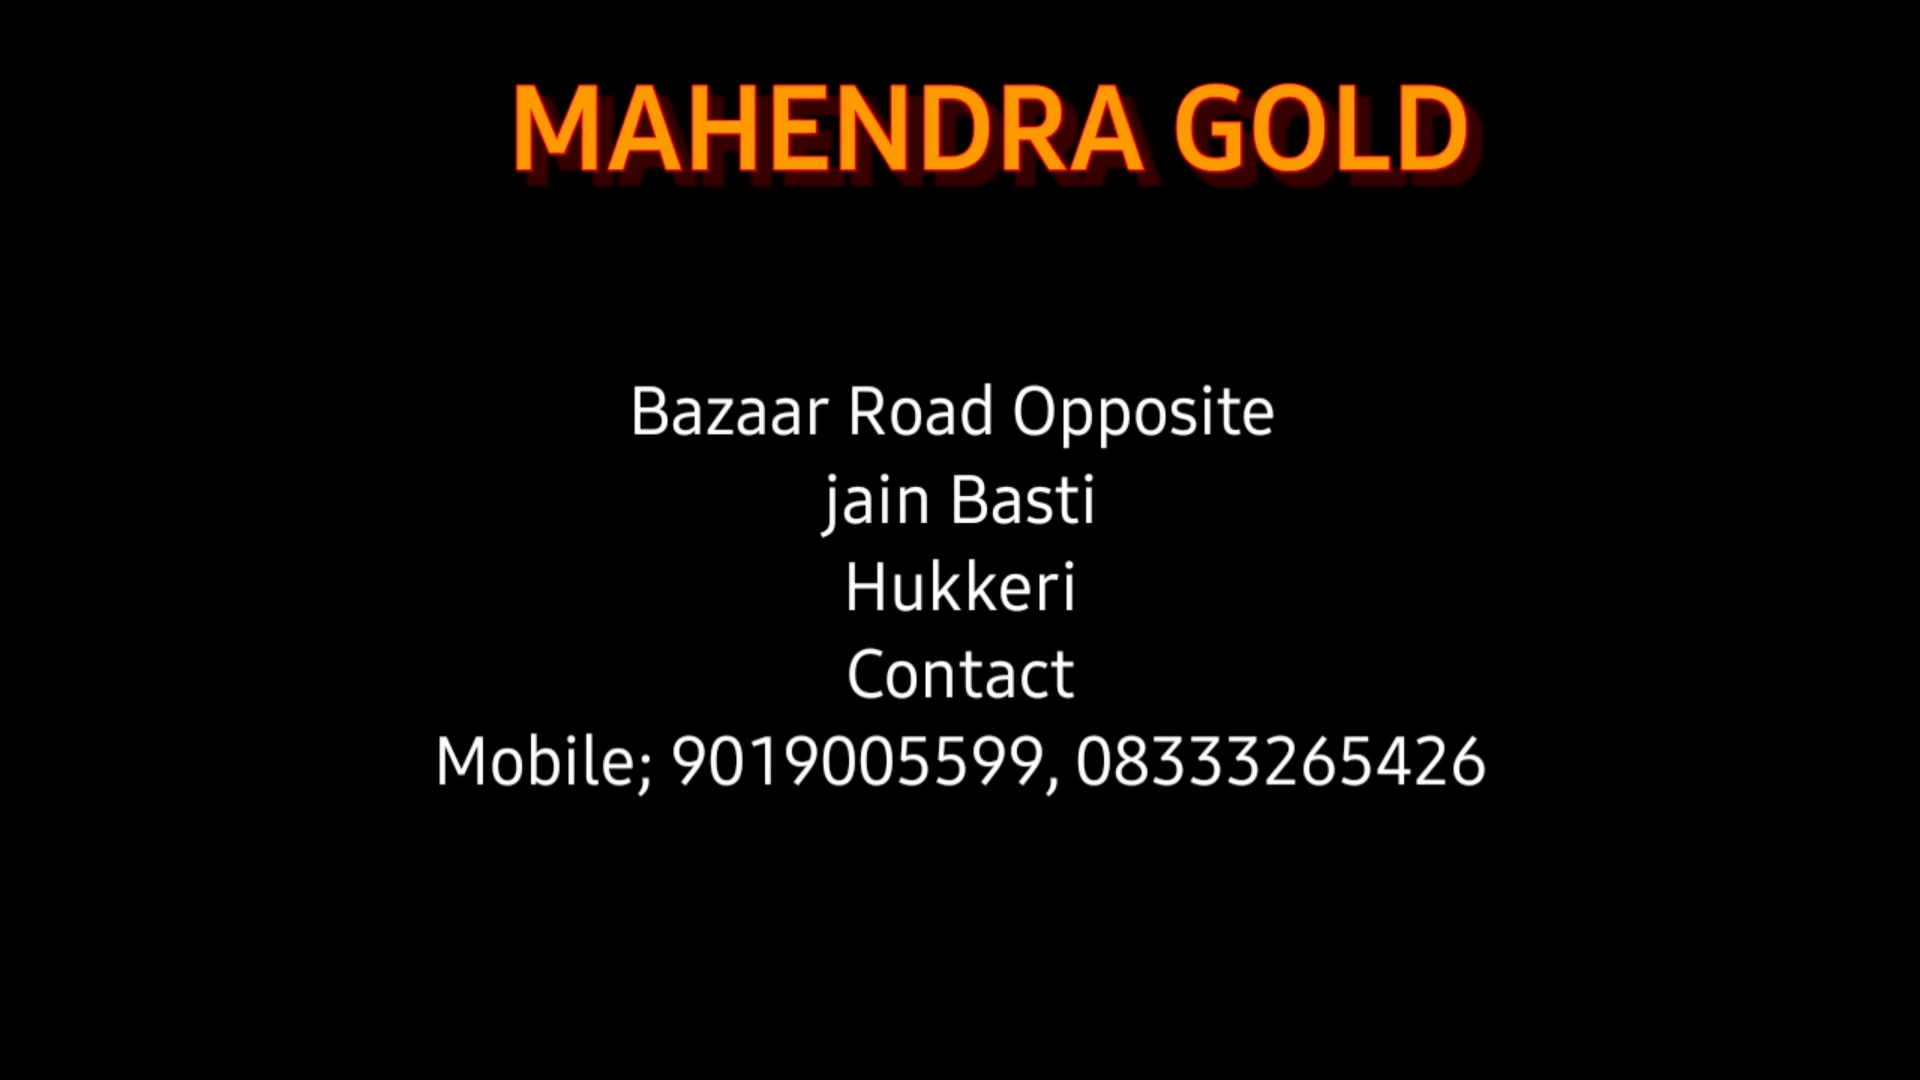 MAHENDRA GOLD
Bazaar Road Opposite
jain Basti
Hukkeri
Contact
Mobile; 9019005599, 08333265426